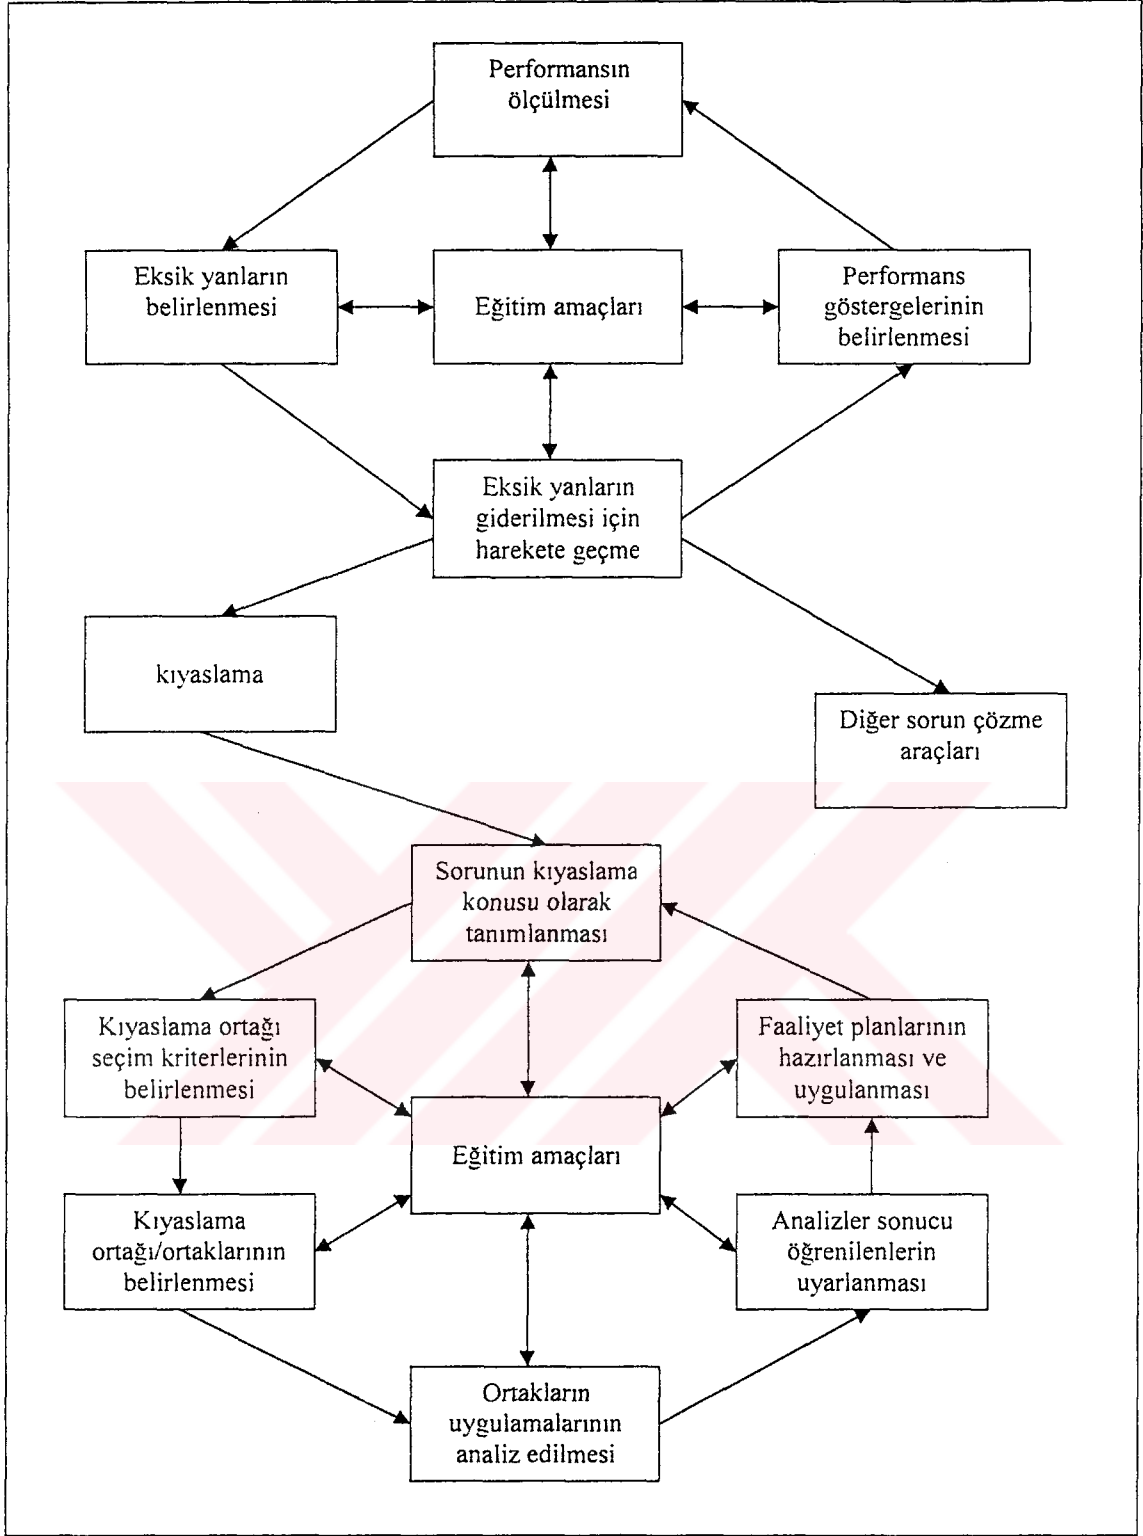 Performansın
ölçülmesi
Eksik yanların
belirlenmesi
Eğitim amaçları
Performans
göstergelerinin
belirlenmesi
Eksik yanların
giderilmesi için
harekete geçme
kıyaslama
Diğer sorun çözme
araçları
Sorunun kıyaslama
konusu olarak
tanımlanması
Kıyaslama ortağı
seçim kriterlerinin
belirlenmesi
Faaliyet planlarının
hazırlanması ve
uygulanması
Eğitim amaçları
Kıyaslama
ortağı/ortaklarının
belirlenmesi
Analizler sonucu
öğrenilenlerin
uyarlanması
Ortakların
uygulamalarının
analiz edilmesi